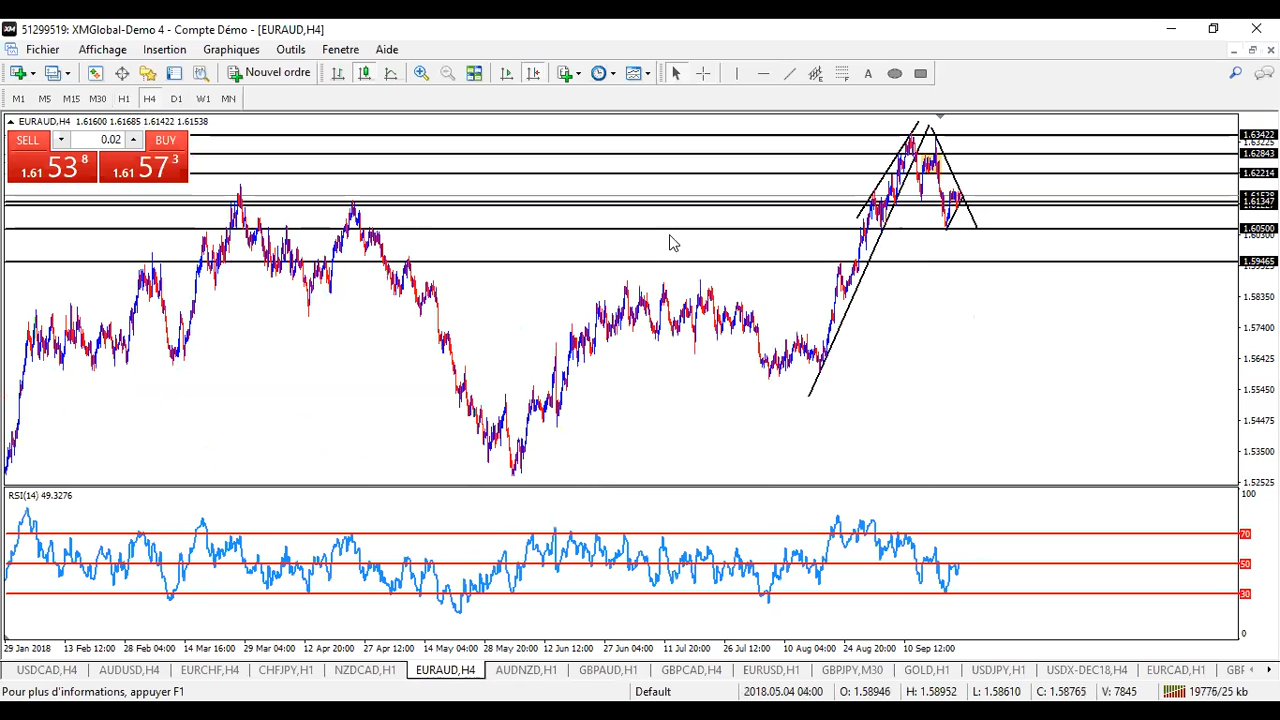 51299519: XMGlobal-Demo 4 - Compte Démo - [EURAUD,H4]
Fichier Affichage Insertion Graphiques Outils Fenetre Aide
Nouvel ordre
M1 M5 M15 M30 H1 H4 D1 W1 MN
EURAUD,H4 1.61600 1.61685 1.61422 1.61538
SELL 0.02 BUY
1.61 53 8 1.61 57 3
1.63422
1.63225
1.62843
1.62214
1.61538
1.61347
1.60500
1.60300
1.59465
1.58350
1.57400
1.56425
1.55450
1.54475
1.53500
1.52525
RSI(14) 49.3276
100
70
50
30
0
29 Jan 2018 13 Feb 20:00 28 Feb 04:00 14 Mar 16:00 29 Mar 04:00 12 Apr 20:00 27 Apr 12:00 14 May 04:00 28 May 20:00 12 Jun 12:00 27 Jun 04:00 11 Jul 20:00 26 Jul 12:00 10 Aug 04:00 24 Aug 20:00 10 Sep 12:00
USDCAD,H4 AUDUSD,H4 EURCHF,H4 CHFJPY,H1 NZDCAD,H1 EURAUD,H4 AUDNZD,H1 GBPAUD,H1 GBPCAD,H4 EURUSD,H1 GBPJPY,M30 GOLD,H1 USDJPY,H1 USDX-DEC18,H4 EURCAD,H1
Pour plus d'informations, appuyer F1 Default 2018.05.04 04:00 O: 1.58946 H: 1.58952 L: 1.58610 C: 1.58765 V: 7845 19776/25 kb